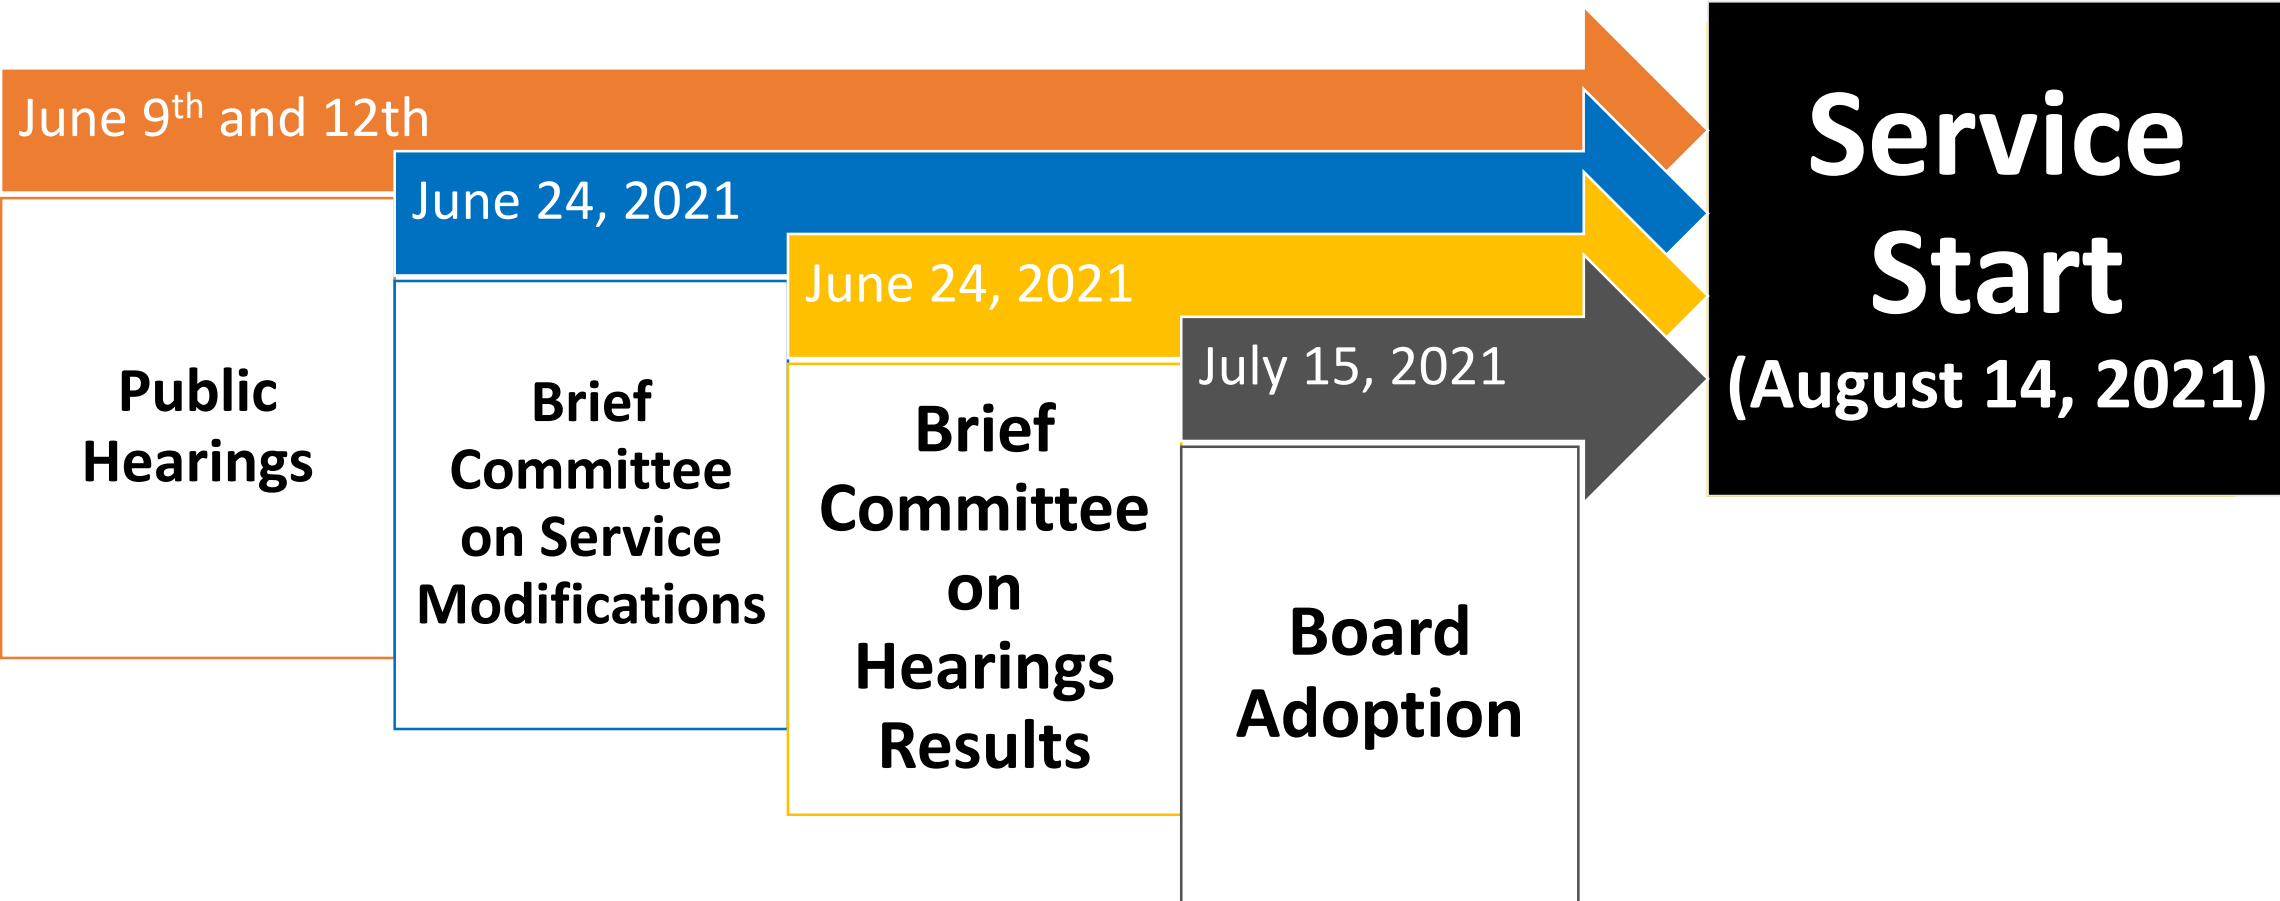 June 9th and 12th
Public
Hearings
June 24, 2021
Brief
Committee
on Service
Modifications
June 24, 2021
Brief
Committee
on
Hearings
Results
July 15, 2021
Board
Adoption
Service
Start
(August 14, 2021)